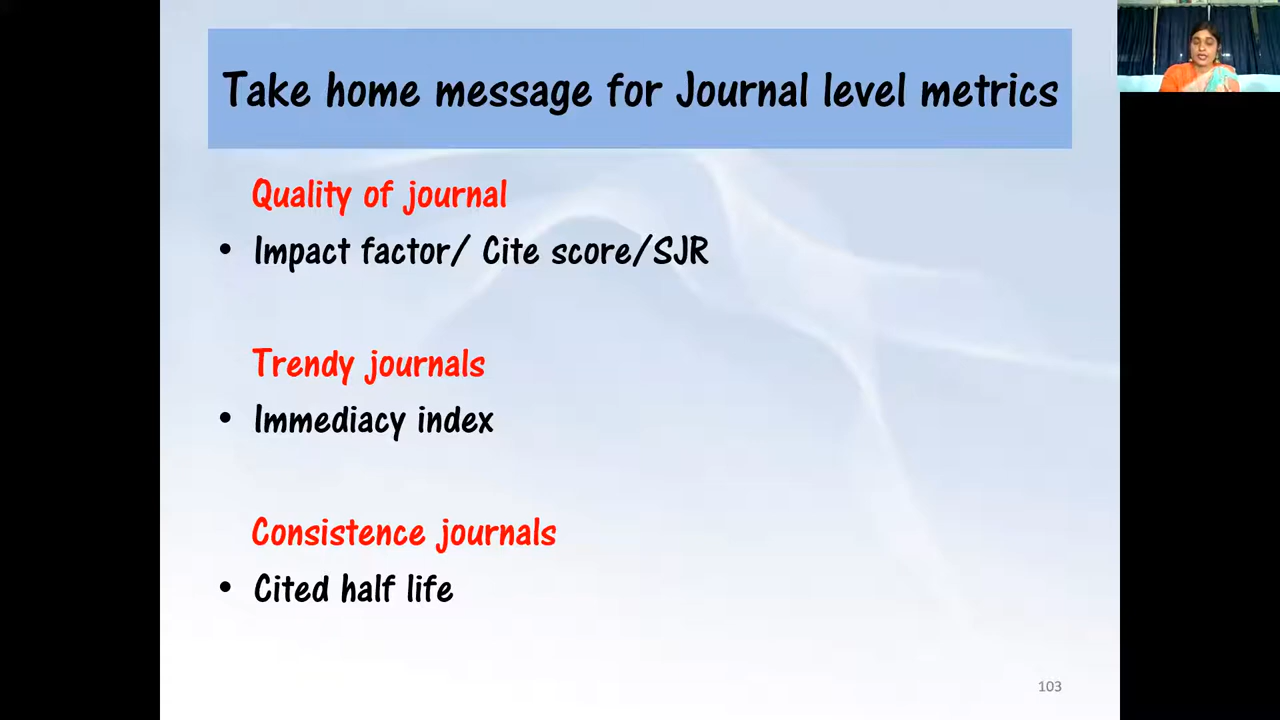 Take home message for Journal level metrics
Quality of journal
• Impact factor/ Cite score/SJR
Trendy journals
• Immediacy index
Consistence journals
• Cited half life
103